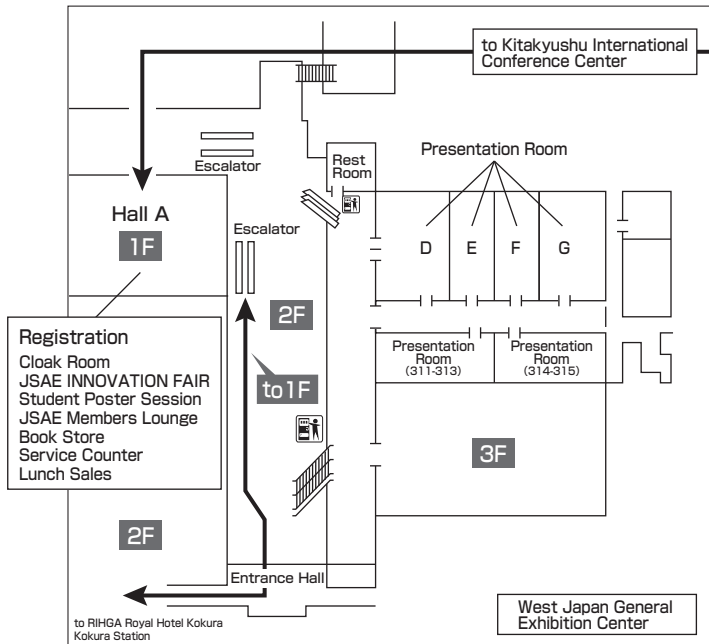 to Kitakyushu International
Conference Center
Escalator
Rest
Room
Presentation Room
Hall A
1F
Escalator
D
E
F
G
2F
Registration
Cloak Room
JSAE INNOVATION FAIR
Student Poster Session
JSAE Members Lounge
Book Store
Service Counter
Lunch Sales
to1F
Presentation
Room
(311-313)
Presentation
Room
(314-315)
3F
2F
Entrance Hall
to RIHGA Royal Hotel Kokura
Kokura Station
West Japan General
Exhibition Center